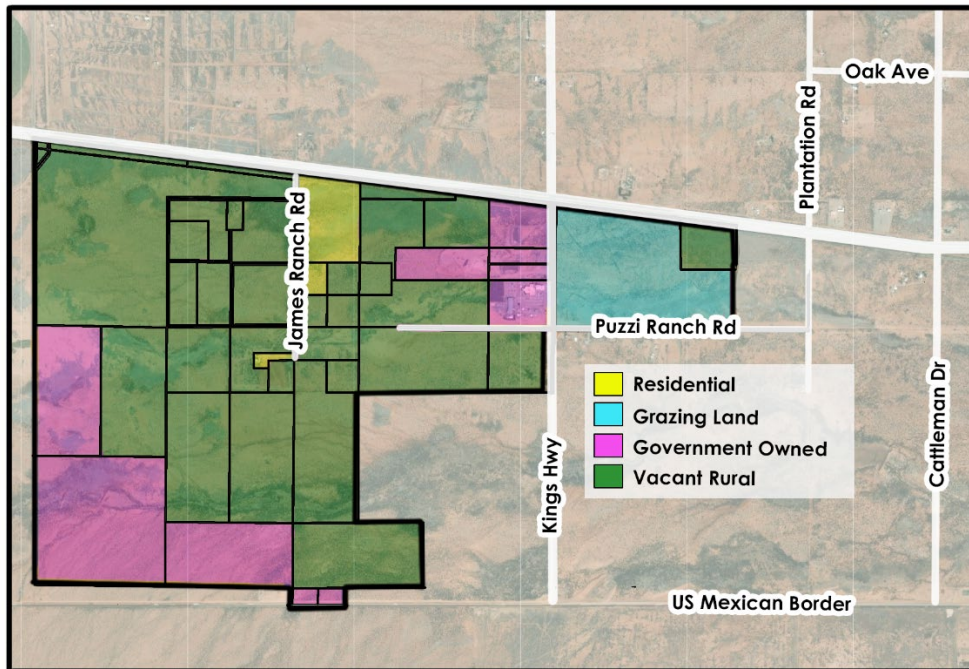 Oak Ave
Plantation Rd
James Ranch Rd
Puzzi Ranch Rd
Residential
Grazing Land
Government Owned
Vacant Rural
Kings Hwy
Cattleman Dr
US Mexican Border